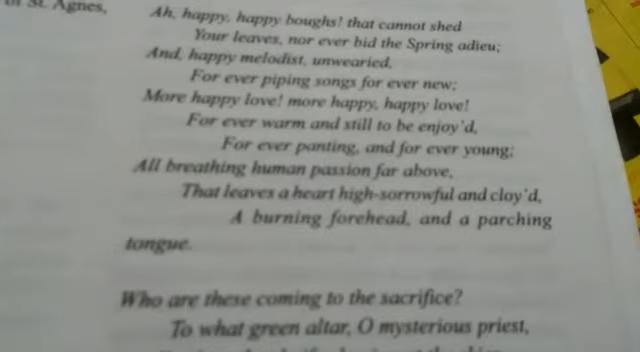 of St. Agnes,
Ah, happy, happy boughs! that cannot shed
Your leaves, nor ever bid the Spring adieu;
And, happy melodist, unwearied,
For ever piping songs for ever new;
More happy love! more happy, happy love!
For ever warm and still to be enjoy'd,
For ever panting, and for ever young;
All breathing human passion far above,
That leaves a heart high-sorrowful and cloy'd,
A burning forehead, and a parching
tongue.
Who are these coming to the sacrifice?
To what green altar, O mysterious priest,